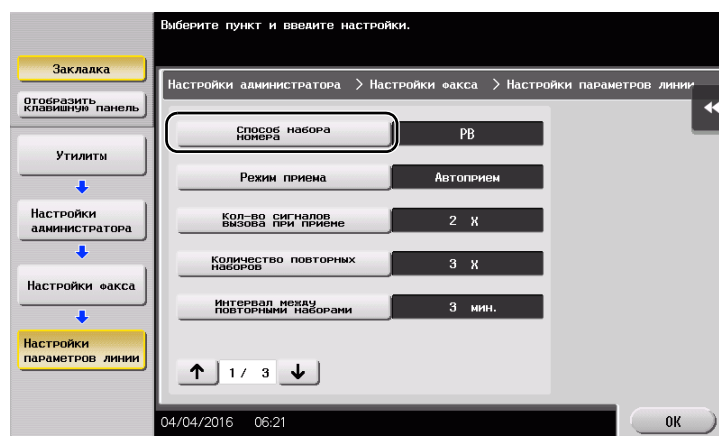 Выберите пункт и введите настройки.
Закладка
Отобразить
клавишную панель
Утилиты
Настройки
администратора
Настройки факса
Настройки
параметров линии
Настройки администратора > Настройки факса > Настройки параметров линии
Способ набора
номера
PB
Режим приема
Автоприем
Кол-во сигналов
вызова при приеме
2 X
Количество повторных
наборов
3 X
Интервал между
повторными наборами
3 мин.
1/ 3
04/04/2016 06:21
OK